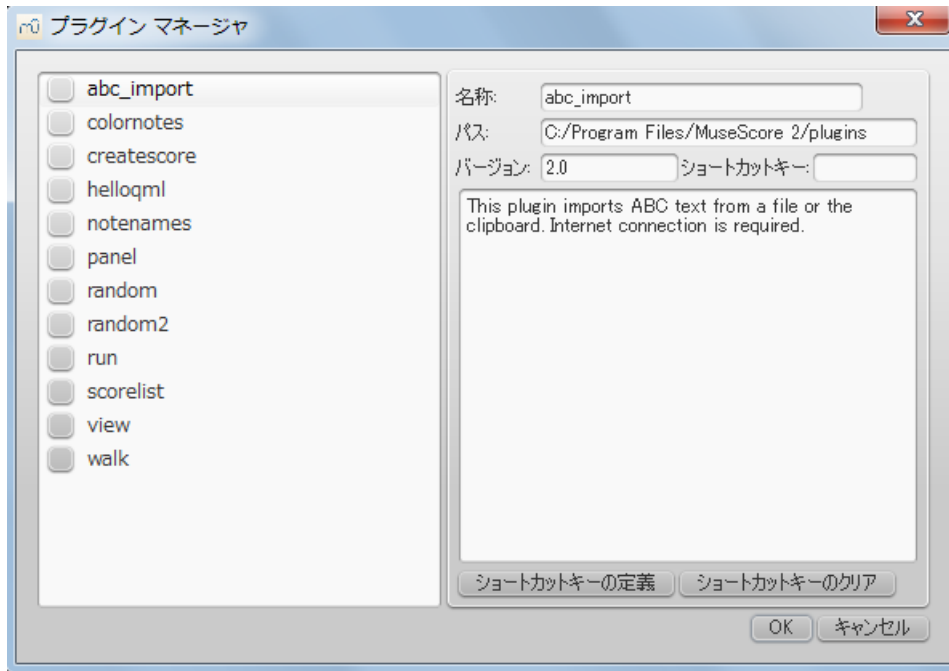 プラグイン マネージャ
abc_import
colornotes
createscore
helloqml
notenames
panel
random
random2
run
scorelist
view
walk
名称: abc_import
パス: C:/Program Files/MuseScore 2/plugins
バージョン: 2.0 ショートカットキー:
This plugin imports ABC text from a file or the
clipboard. Internet connection is required.
ショートカットキーの定義 ショートカットキーのクリア
OK キャンセル